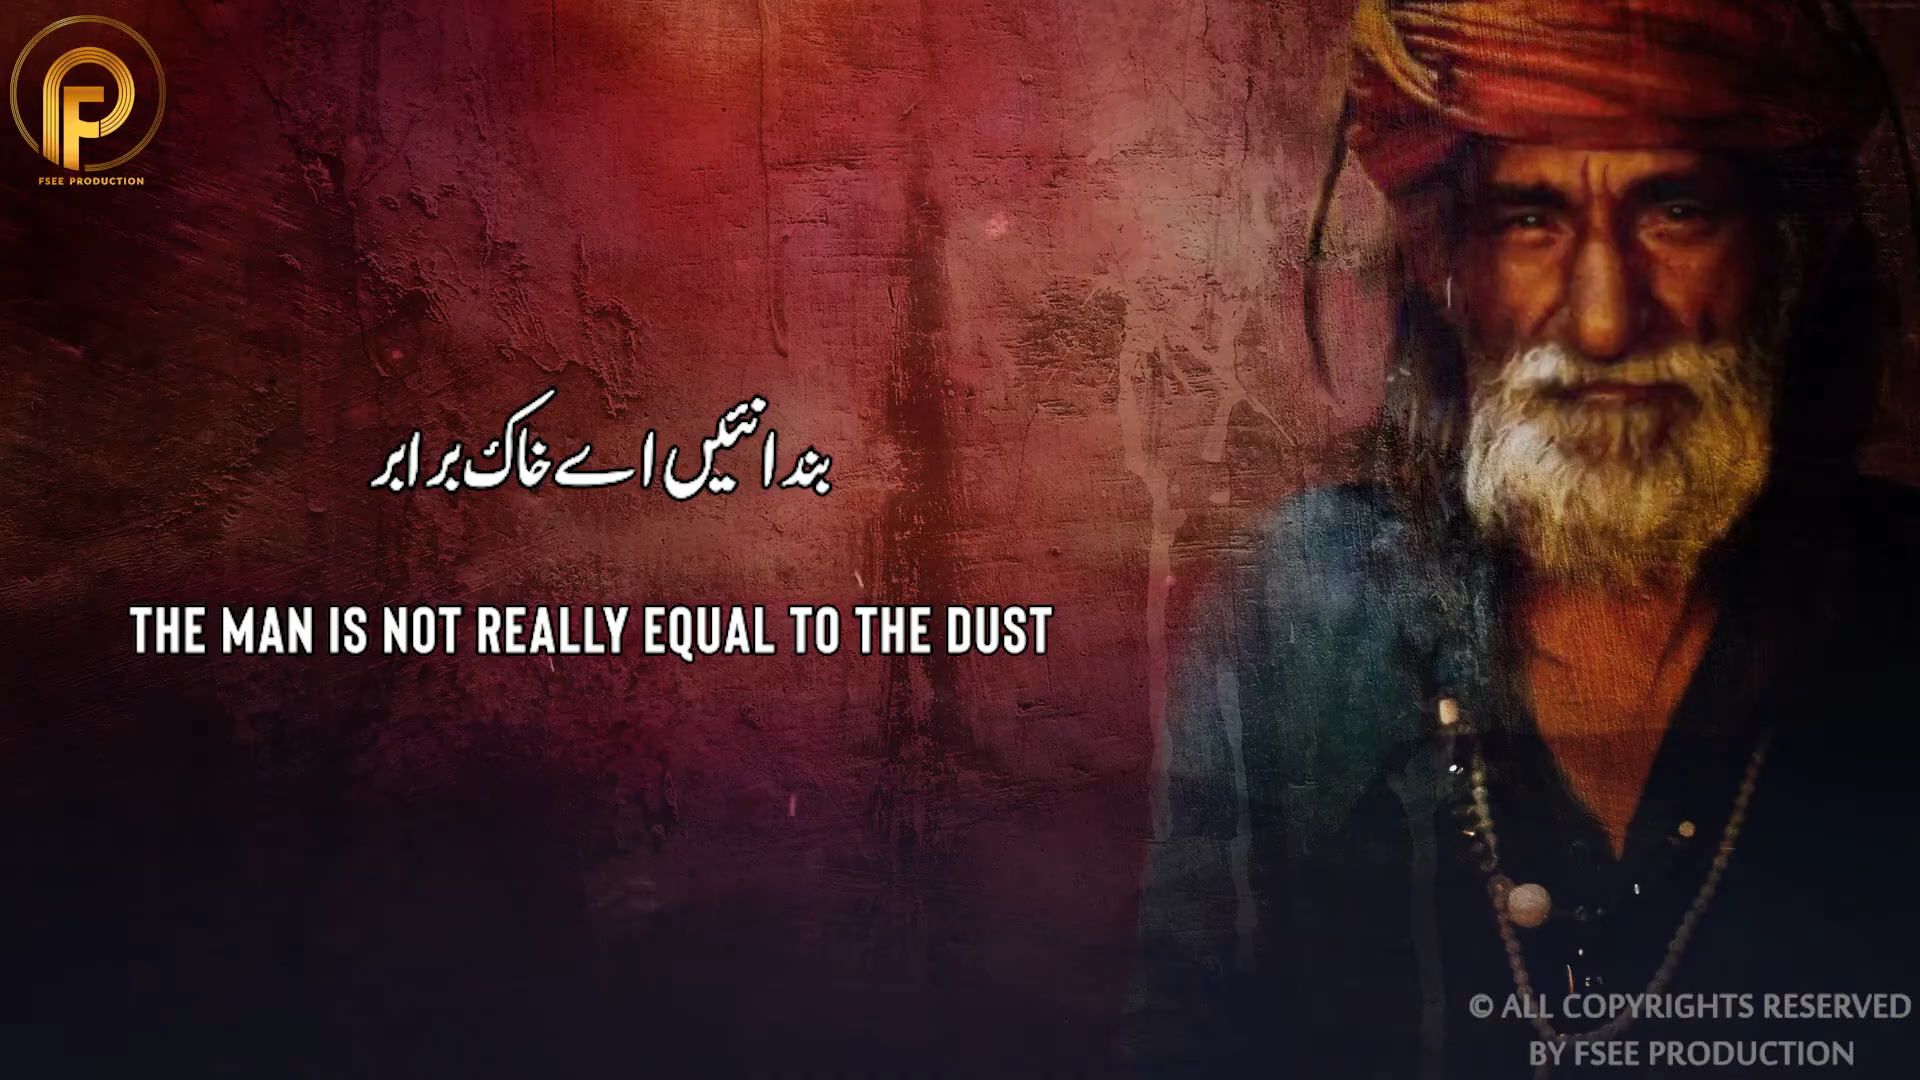 FSEE PRODUCTION
بندا نئیں اے خاک برابر
THE MAN IS NOT REALLY EQUAL TO THE DUST
© ALL COPYRIGHTS RESERVED
BY FSEE PRODUCTION